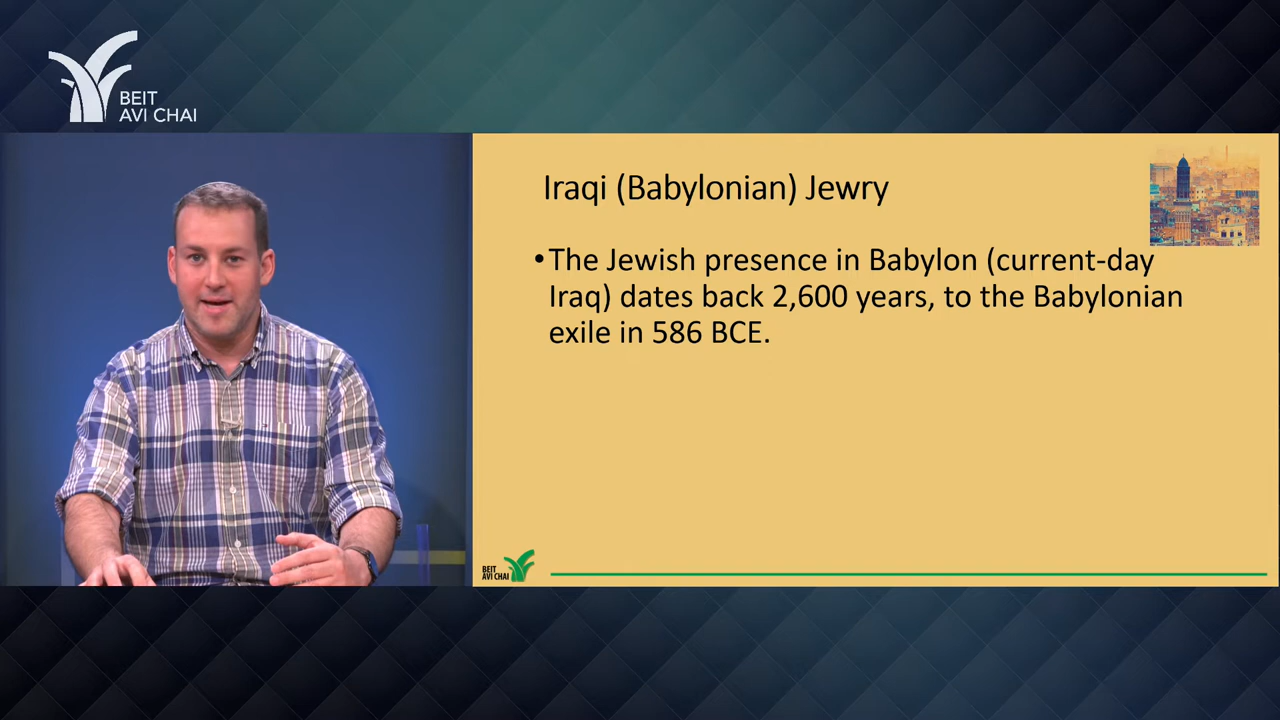 BEIT
AVI CHAI
Iraqi (Babylonian) Jewry
•The Jewish presence in Babylon (current-day
Iraq) dates back 2,600 years, to the Babylonian
exile in 586 BCE.
BEIT
AVI CHAI